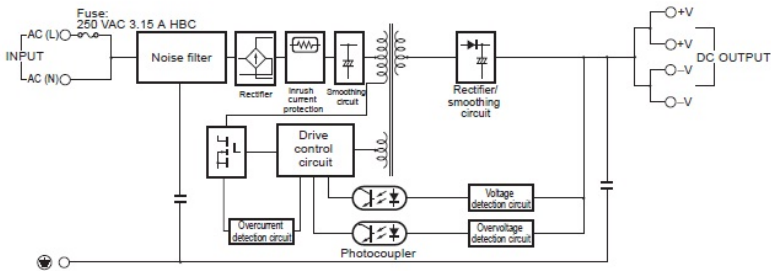 Fuse:
250 VAC 3.15 A HBC
AC (L)
INPUT
AC (N)
Noise filter
Rectifier
Inrush
current
protection
Smoothing
circuit
Rectifier/
smoothing
circuit
+V
+V
DC OUTPUT
–V
–V
Drive
control
circuit
Overcurrent
detection circuit
Voltage
detection circuit
Overvoltage
detection circuit
Photocoupler